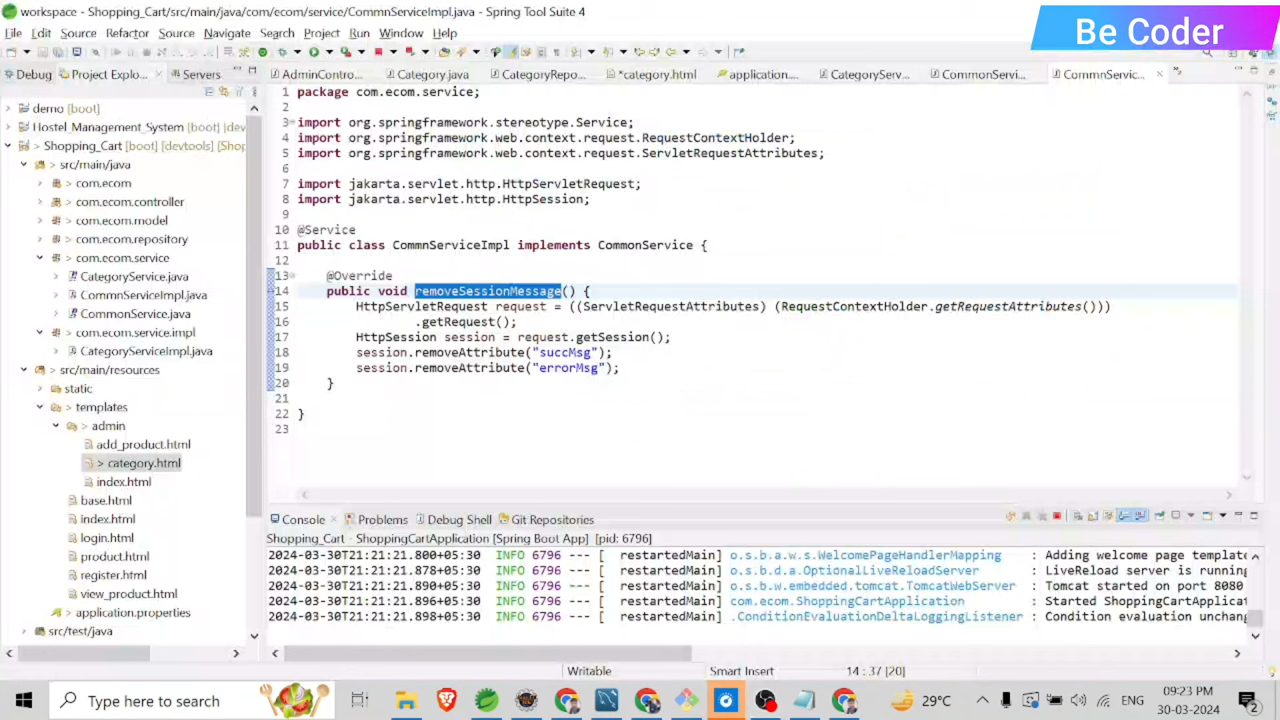 workspace - Shopping_Cart/src/main/java/com/ecom/service/CommnServiceImpl.java - Spring Tool Suite 4
Be Coder
File Edit Source Refactor Source Navigate Search Project Run Window Help
Debug Project Explo... Servers
AdminContro... Category.java CategoryRepo... *category.html application.... CategoryServ... CommonServi... CommnServic...
demo [boot]
Hostel_Management_System [boot] [dev
> Shopping_Cart [boot] [devtools] [Shop
> src/main/java
> com.ecom
> com.ecom.controller
> com.ecom.model
> com.ecom.repository
> com.ecom.service
> CategoryService.java
> CommnServiceImpl.java
> CommonService.java
> com.ecom.service.impl
> CategoryServiceImpl.java
> src/main/resources
static
> templates
> admin
add_product.html
> category.html
index.html
base.html
index.html
login.html
product.html
register.html
view_product.html
> application.properties
src/test/java
1 package com.ecom.service;
2
3 import org.springframework.stereotype.Service;
4 import org.springframework.web.context.request.RequestContextHolder;
5 import org.springframework.web.context.request.ServletRequestAttributes;
6
7 import jakarta.servlet.http.HttpServletRequest;
8 import jakarta.servlet.http.HttpSession;
9
10 @Service
11 public class CommnServiceImpl implements CommonService {
12
13 @Override
14 public void removeSessionMessage() {
15 HttpServletRequest request = ((ServletRequestAttributes) (RequestContextHolder.getRequestAttributes()))
16 .getRequest();
17 HttpSession session = request.getSession();
18 session.removeAttribute("succMsg");
19 session.removeAttribute("errorMsg");
20 }
21
22 }
23
Console Problems Debug Shell Git Repositories
Shopping_Cart - ShoppingCartApplication [Spring Boot App] [pid: 6796]
2024-03-30T21:21:21.800+05:30 INFO 6796 --- [ restartedMain] o.s.b.a.w.s.WelcomePageHandlerMapping : Adding welcome page template
2024-03-30T21:21:21.878+05:30 INFO 6796 --- [ restartedMain] o.s.b.d.a.OptionalLiveReloadServer : LiveReload server is running
2024-03-30T21:21:21.890+05:30 INFO 6796 --- [ restartedMain] o.s.b.w.embedded.tomcat.TomcatWebServer : Tomcat started on port 8080
2024-03-30T21:21:21.896+05:30 INFO 6796 --- [ restartedMain] com.ecom.ShoppingCartApplication : Started ShoppingCartApplicat
2024-03-30T21:21:21.898+05:30 INFO 6796 --- [ restartedMain] .ConditionEvaluationDeltaLoggingListener : Condition evaluation unchang
Writable Smart Insert 14 : 37 [20]
Type here to search
29°C ENG 09:23 PM
30-03-2024
2